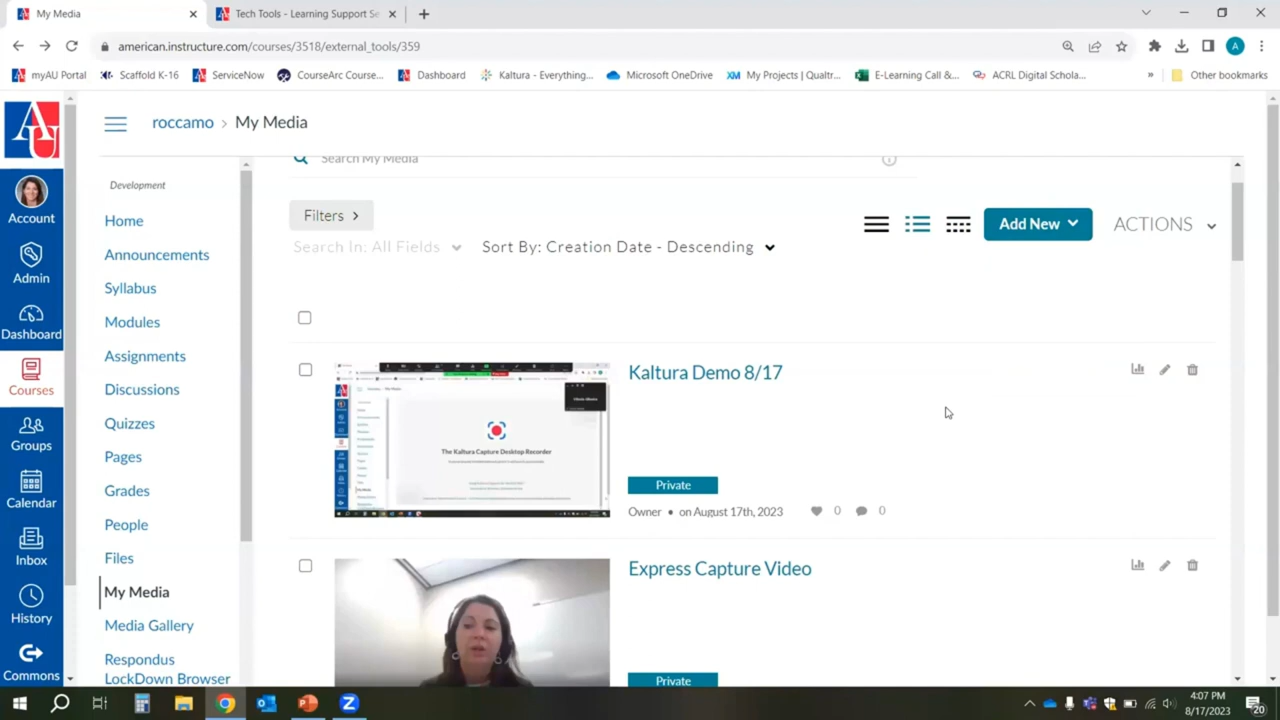 My Media
Tech Tools - Learning Support Se
american.instructure.com/courses/3518/external_tools/359
A
myAU Portal
Scaffold K-16
ServiceNow
CourseArc Course...
Dashboard
Kaltura - Everything...
Microsoft OneDrive
XM My Projects (Qualtr...
E-Learning Call &...
ACRL Digital Schola...
» Other bookmarks
AU
roccamo > My Media
Account
Admin
Dashboard
Courses
Groups
Calendar
Inbox
History
Commons
Development
Home
Announcements
Syllabus
Modules
Assignments
Discussions
Quizzes
Pages
Grades
People
Files
My Media
Media Gallery
Respondus
LockDown Browser
Search My Media
Filters >
Search In: All Fields
Sort By: Creation Date - Descending
Add New
ACTIONS
The Kaltura Capture Desktop Recorder
Kaltura Demo 8/17
Private
Owner • on August 17th, 2023 0 0
Express Capture Video
Private
4:07 PM
8/17/2023
20